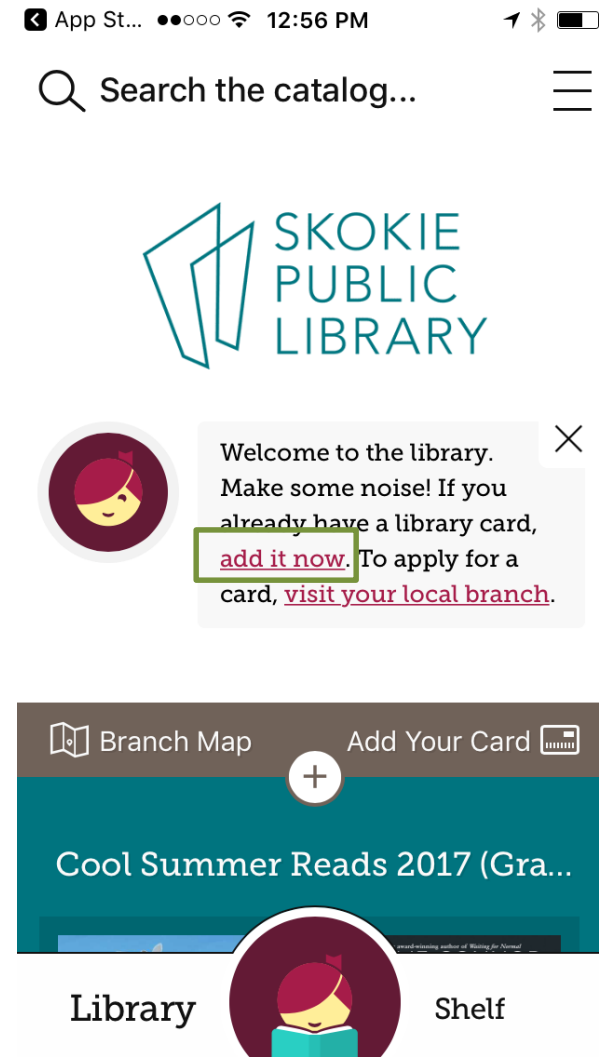 App St... 12:56 PM
Search the catalog...
SKOKIE
PUBLIC
LIBRARY
Welcome to the library.
Make some noise! If you
already have a library card,
add it now. To apply for a
card, visit your local branch.
Branch Map Add Your Card
+
Cool Summer Reads 2017 (Gra...
award-winning author of Waiting for Normal
Library Shelf